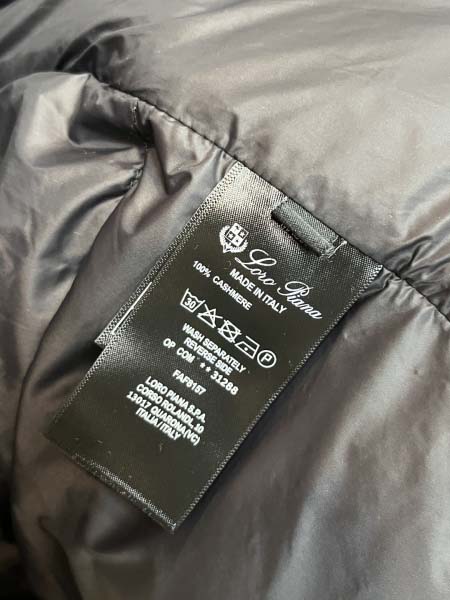 Loro Piana
MADE IN ITALY
100% CASHMERE
30 P
WASH SEPARATELY
REVERSE SIDE
OP COM * * 31288
FAF8157
LORO PIANA S.P.A.
CORSO ROLANDI, 10
13017 QUARONA(VC)
ITALIA/ITALY